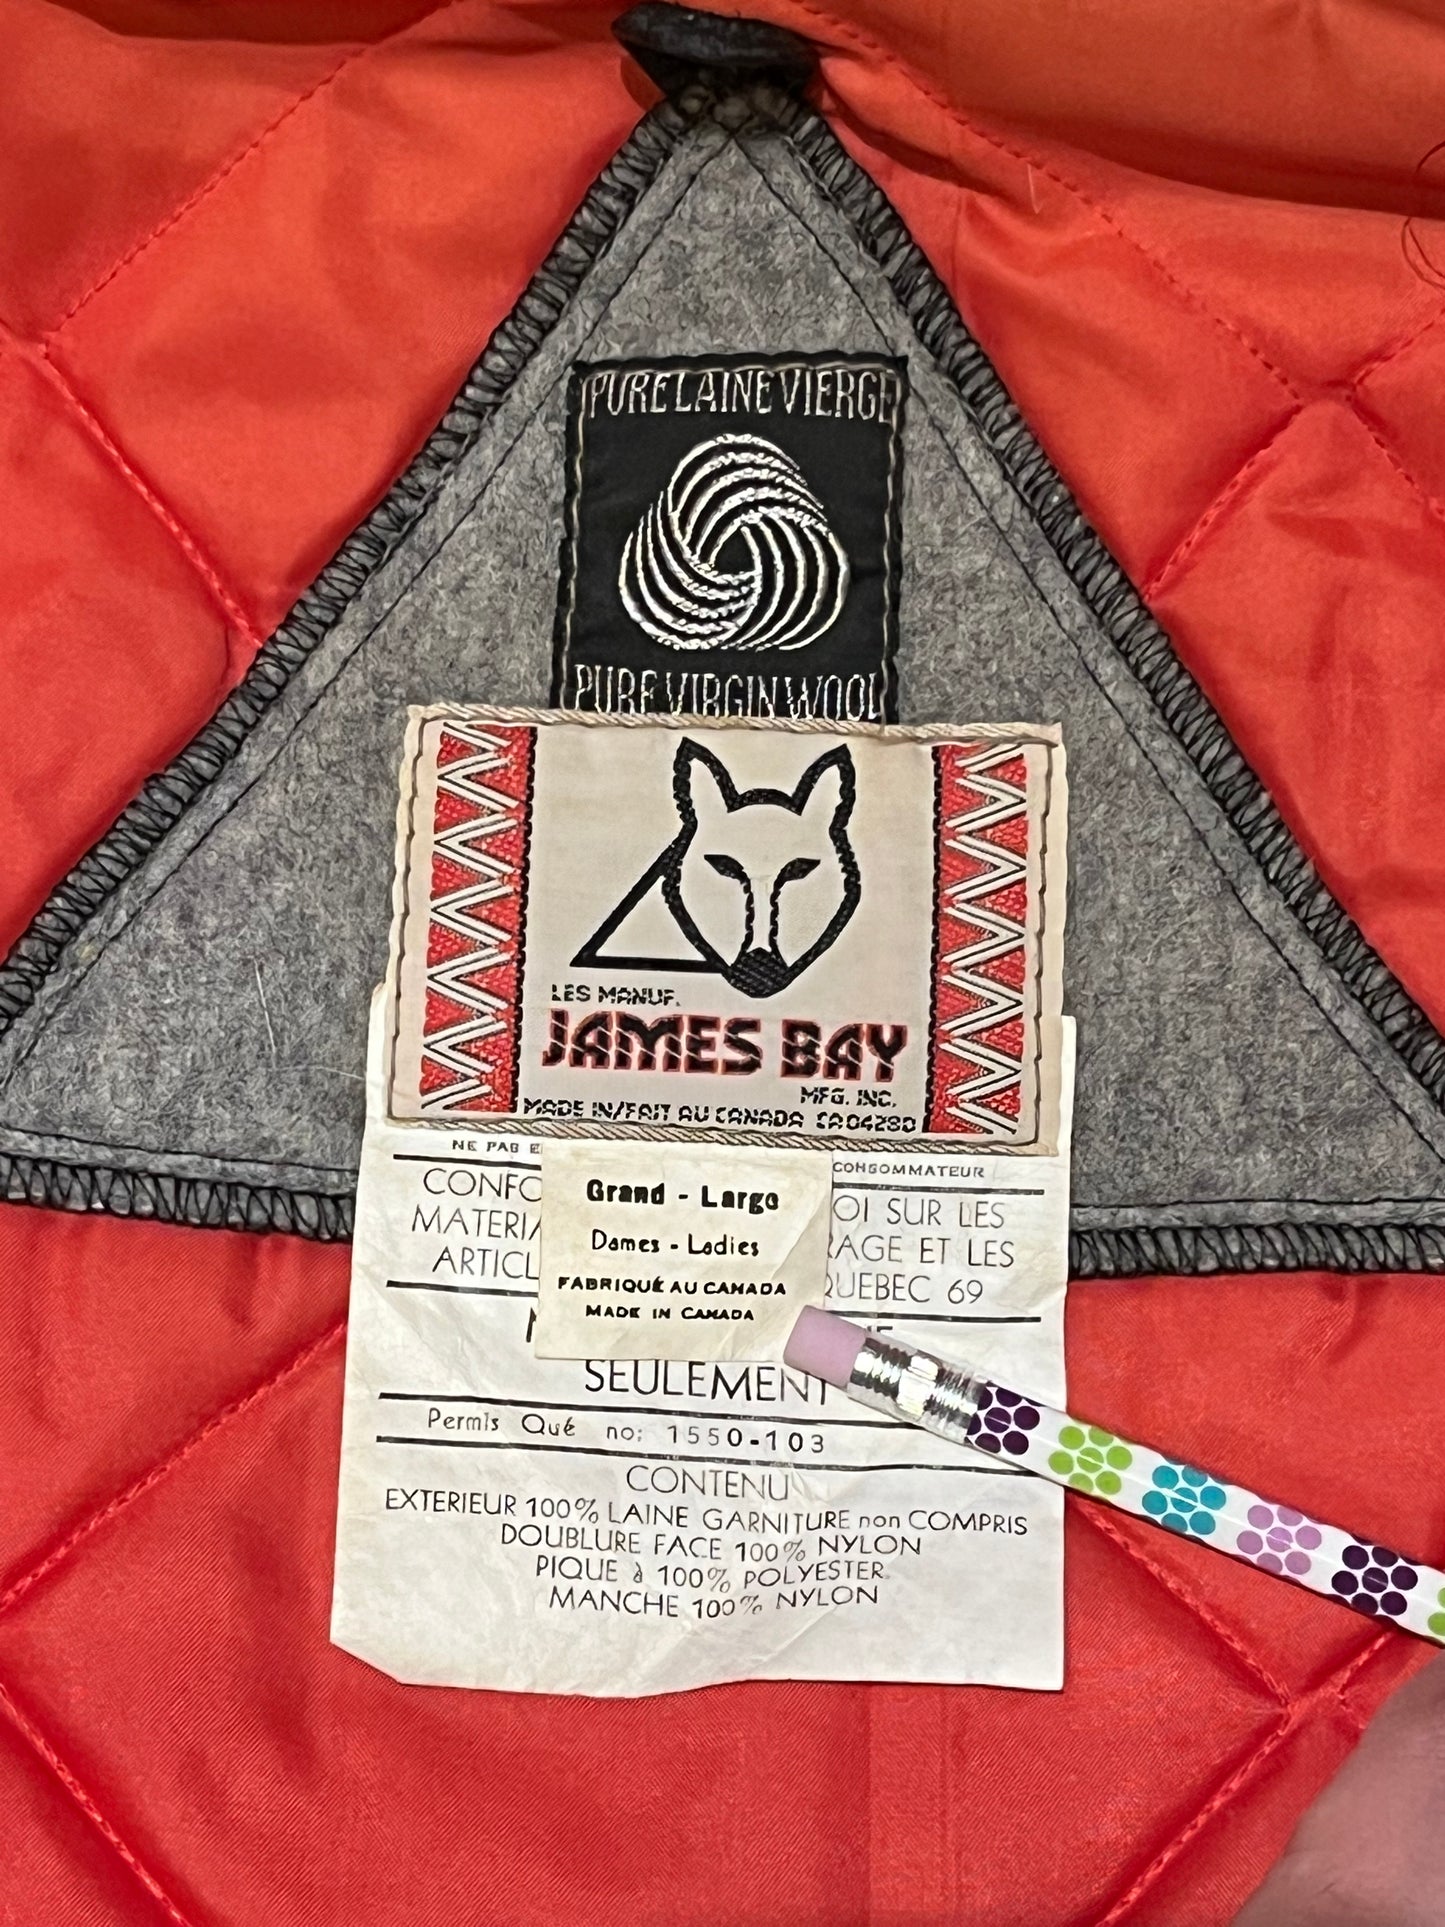 PURE LAINE VIERGE
PURE VIRGIN WOOL
LES MANUF.
JAMES BAY
MFG. INC.
MADE IN/FAIT AU CANADA CA04280
NE PAS CONSOMMATEUR
Grand - Large
Dames - Ladies
FABRIQUÉ AU CANADA
MADE IN CANADA
CONFO OI SUR LES
MATERIA RAGE ET LES
ARTICL QUEBEC 69
SEULEMENT
Permis Qué no: 1550-103
CONTENU
EXTERIEUR 100% LAINE GARNITURE non COMPRIS
DOUBLURE FACE 100% NYLON
PIQUE à 100% POLYESTER
MANCHE 100% NYLON